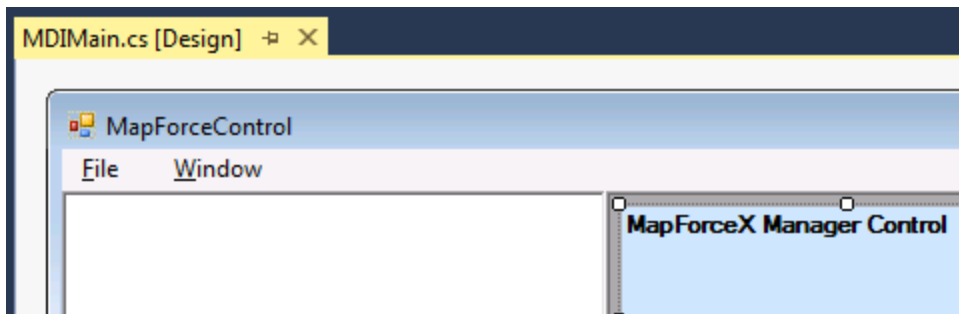 MDIMain.cs [Design]
MapForceControl
File Window
MapForceX Manager Control